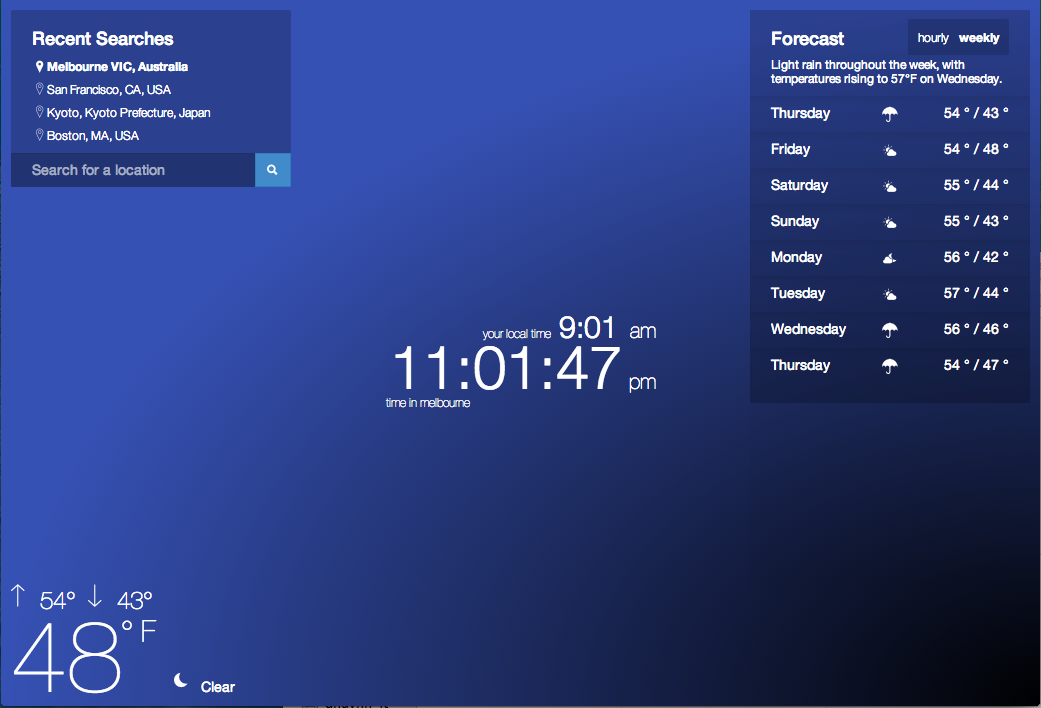 Recent Searches
Melbourne VIC, Australia
San Francisco, CA, USA
Kyoto, Kyoto Prefecture, Japan
Boston, MA, USA
Search for a location
Forecast hourly weekly
Light rain throughout the week, with
temperatures rising to 57°F on Wednesday.
Thursday 54 ° / 43 °
Friday 54 ° / 48 °
Saturday 55 ° / 44 °
Sunday 55 ° / 43 °
Monday 56 ° / 42 °
Tuesday 57 ° / 44 °
Wednesday 56 ° / 46 °
Thursday 54 ° / 47 °
your local time 9:01 am
11:01:47 pm
time in melbourne
↑ 54° ↓ 43°
48° F
Clear